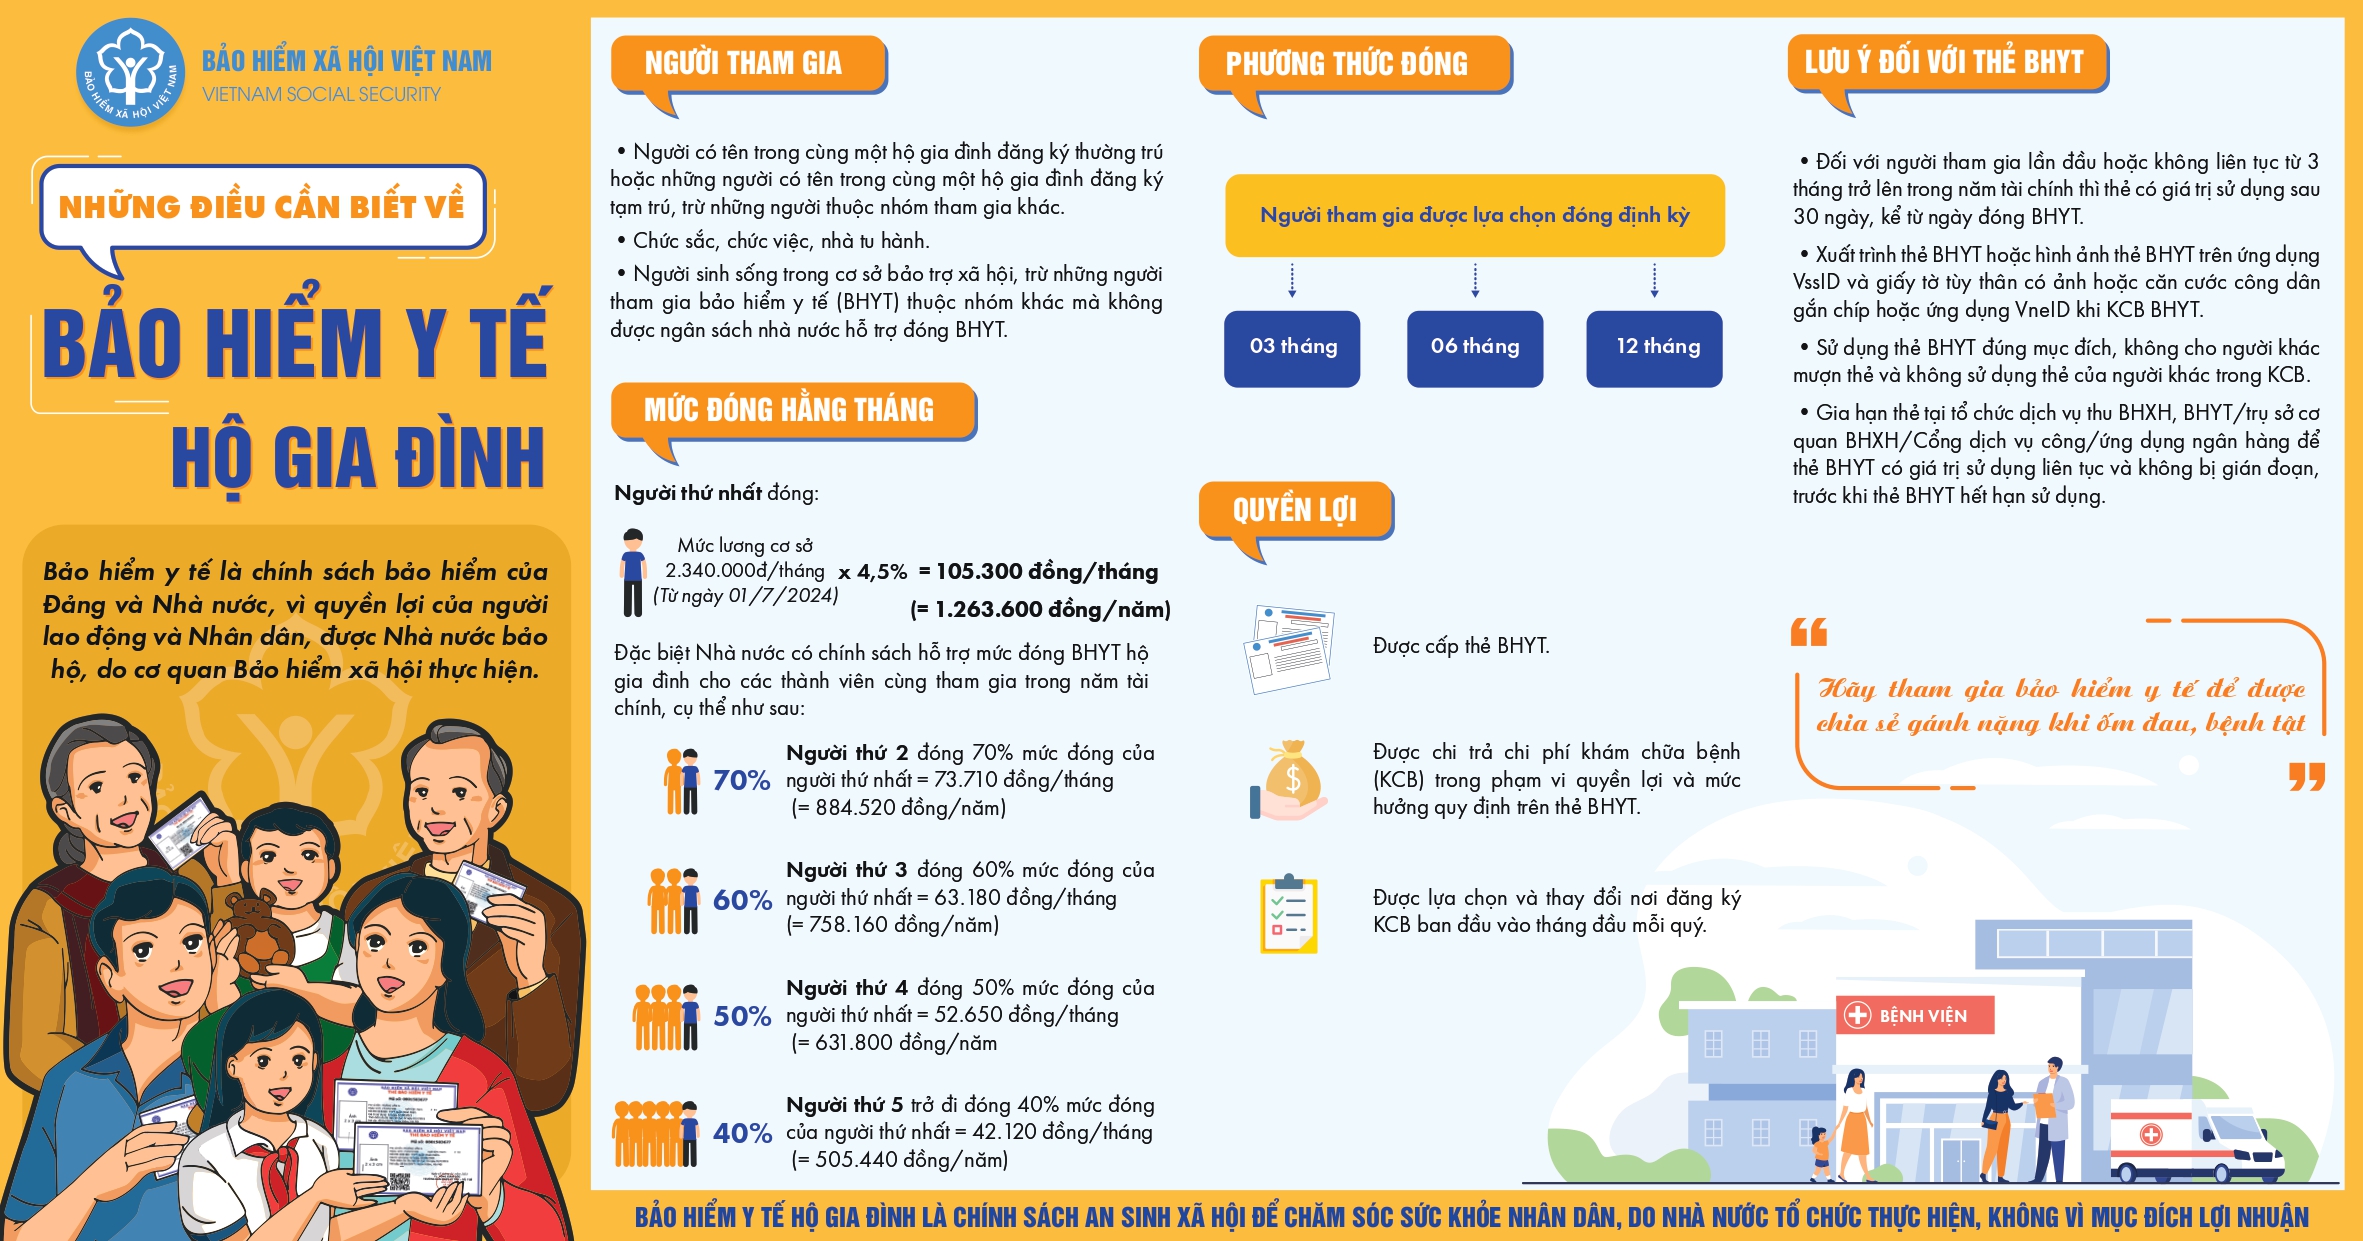 BẢO HIỂM XÃ HỘI VIỆT NAM
BẢO HIỂM XÃ HỘI VIỆT NAM
VIETNAM SOCIAL SECURITY
NHỮNG ĐIỀU CẦN BIẾT VỀ
BẢO HIỂM Y TẾ
HỘ GIA ĐÌNH
Bảo hiểm y tế là chính sách bảo hiểm của
Đảng và Nhà nước, vì quyền lợi của người
lao động và Nhân dân, được Nhà nước bảo
hộ, do cơ quan Bảo hiểm xã hội thực hiện.
NGƯỜI THAM GIA
• Người có tên trong cùng một hộ gia đình đăng ký thường trú
hoặc những người có tên trong cùng một hộ gia đình đăng ký
tạm trú, trừ những người thuộc nhóm tham gia khác.
• Chức sắc, chức việc, nhà tu hành.
• Người sinh sống trong cơ sở bảo trợ xã hội, trừ những người
tham gia bảo hiểm y tế (BHYT) thuộc nhóm khác mà không
được ngân sách nhà nước hỗ trợ đóng BHYT.
MỨC ĐÓNG HẰNG THÁNG
Người thứ nhất đóng:
Mức lương cơ sở
2.340.000đ/tháng x 4,5% = 105.300 đồng/tháng
(Từ ngày 01/7/2024)
(= 1.263.600 đồng/năm)
Đặc biệt Nhà nước có chính sách hỗ trợ mức đóng BHYT hộ
gia đình cho các thành viên cùng tham gia trong năm tài
chính, cụ thể như sau:
70%
Người thứ 2 đóng 70% mức đóng của
người thứ nhất = 73.710 đồng/tháng
(= 884.520 đồng/năm)
60%
Người thứ 3 đóng 60% mức đóng của
người thứ nhất = 63.180 đồng/tháng
(= 758.160 đồng/năm)
50%
Người thứ 4 đóng 50% mức đóng của
người thứ nhất = 52.650 đồng/tháng
(= 631.800 đồng/năm
40%
Người thứ 5 trở đi đóng 40% mức đóng
của người thứ nhất = 42.120 đồng/tháng
(= 505.440 đồng/năm)
PHƯƠNG THỨC ĐÓNG
Người tham gia được lựa chọn đóng định kỳ
03 tháng
06 tháng
12 tháng
QUYỀN LỢI
Được cấp thẻ BHYT.
Được chi trả chi phí khám chữa bệnh
(KCB) trong phạm vi quyền lợi và mức
hưởng quy định trên thẻ BHYT.
Được lựa chọn và thay đổi nơi đăng ký
KCB ban đầu vào tháng đầu mỗi quý.
LƯU Ý ĐỐI VỚI THẺ BHYT
• Đối với người tham gia lần đầu hoặc không liên tục từ 3
tháng trở lên trong năm tài chính thì thẻ có giá trị sử dụng sau
30 ngày, kể từ ngày đóng BHYT.
• Xuất trình thẻ BHYT hoặc hình ảnh thẻ BHYT trên ứng dụng
VssID và giấy tờ tùy thân có ảnh hoặc căn cước công dân
gắn chíp hoặc ứng dụng VneID khi KCB BHYT.
• Sử dụng thẻ BHYT đúng mục đích, không cho người khác
mượn thẻ và không sử dụng thẻ của người khác trong KCB.
• Gia hạn thẻ tại tổ chức dịch vụ thu BHXH, BHYT/trụ sở cơ
quan BHXH/Cổng dịch vụ công/ứng dụng ngân hàng để
thẻ BHYT có giá trị sử dụng liên tục và không bị gián đoạn,
trước khi thẻ BHYT hết hạn sử dụng.
“
Hãy tham gia bảo hiểm y tế để được
chia sẻ gánh nặng khi ốm đau, bệnh tật
”
BỆNH VIỆN
BẢO HIỂM Y TẾ HỘ GIA ĐÌNH LÀ CHÍNH SÁCH AN SINH XÃ HỘI ĐỂ CHĂM SÓC SỨC KHỎE NHÂN DÂN, DO NHÀ NƯỚC TỔ CHỨC THỰC HIỆN, KHÔNG VÌ MỤC ĐÍCH LỢI NHUẬN